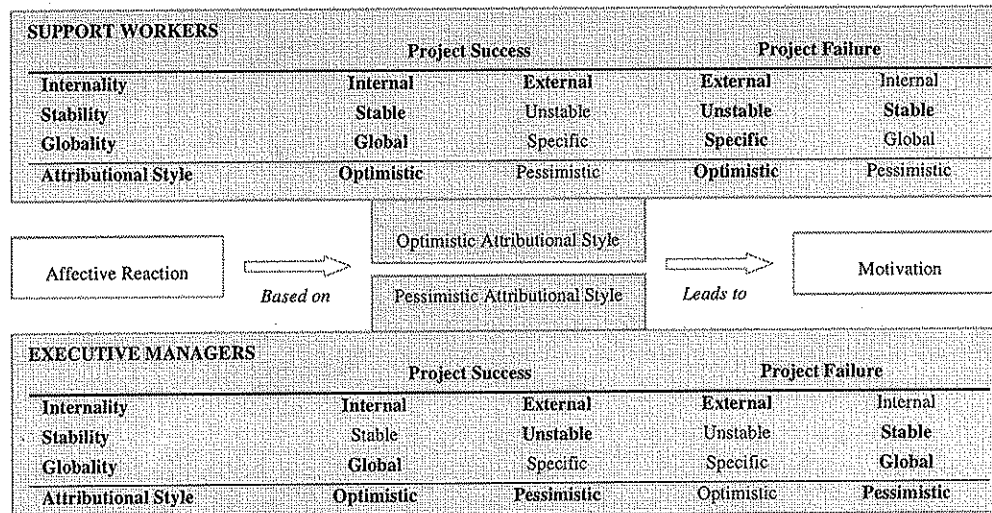 SUPPORT WORKERS
Project Success Project Failure
Internality Internal External External Internal
Stability Stable Unstable Unstable Stable
Globality Global Specific Specific Global
Attributional Style Optimistic Pessimistic Optimistic Pessimistic
Optimistic Attributional Style
Affective Reaction Based on Leads to Motivation
Pessimistic Attributional Style
EXECUTIVE MANAGERS
Project Success Project Failure
Internality Internal External External Internal
Stability Stable Unstable Unstable Stable
Globality Global Specific Specific Global
Attributional Style Optimistic Pessimistic Optimistic Pessimistic